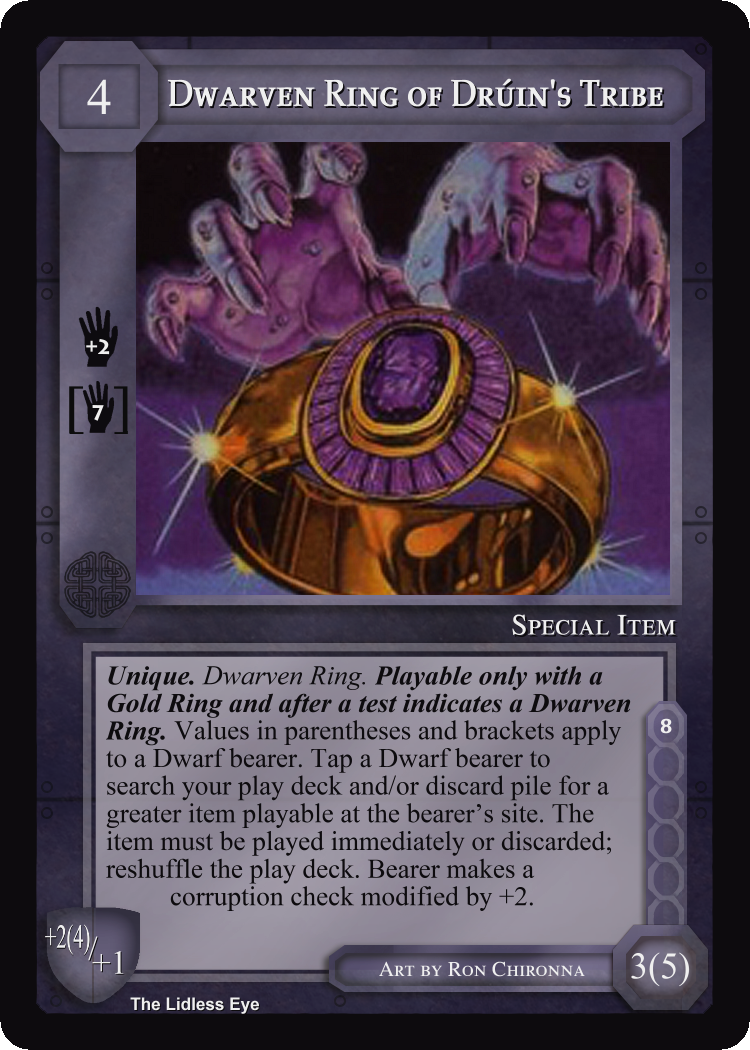 4
Dwarven Ring of Drúin's Tribe
+2
[7]
Special Item
Unique. Dwarven Ring. Playable only with a
Gold Ring and after a test indicates a Dwarven
Ring. Values in parentheses and brackets apply
to a Dwarf bearer. Tap a Dwarf bearer to
search your play deck and/or discard pile for a
greater item playable at the bearer's site. The
item must be played immediately or discarded;
reshuffle the play deck. Bearer makes a
corruption check modified by +2.
8
+2(4)/+1
Art by Ron Chironna
3(5)
The Lidless Eye